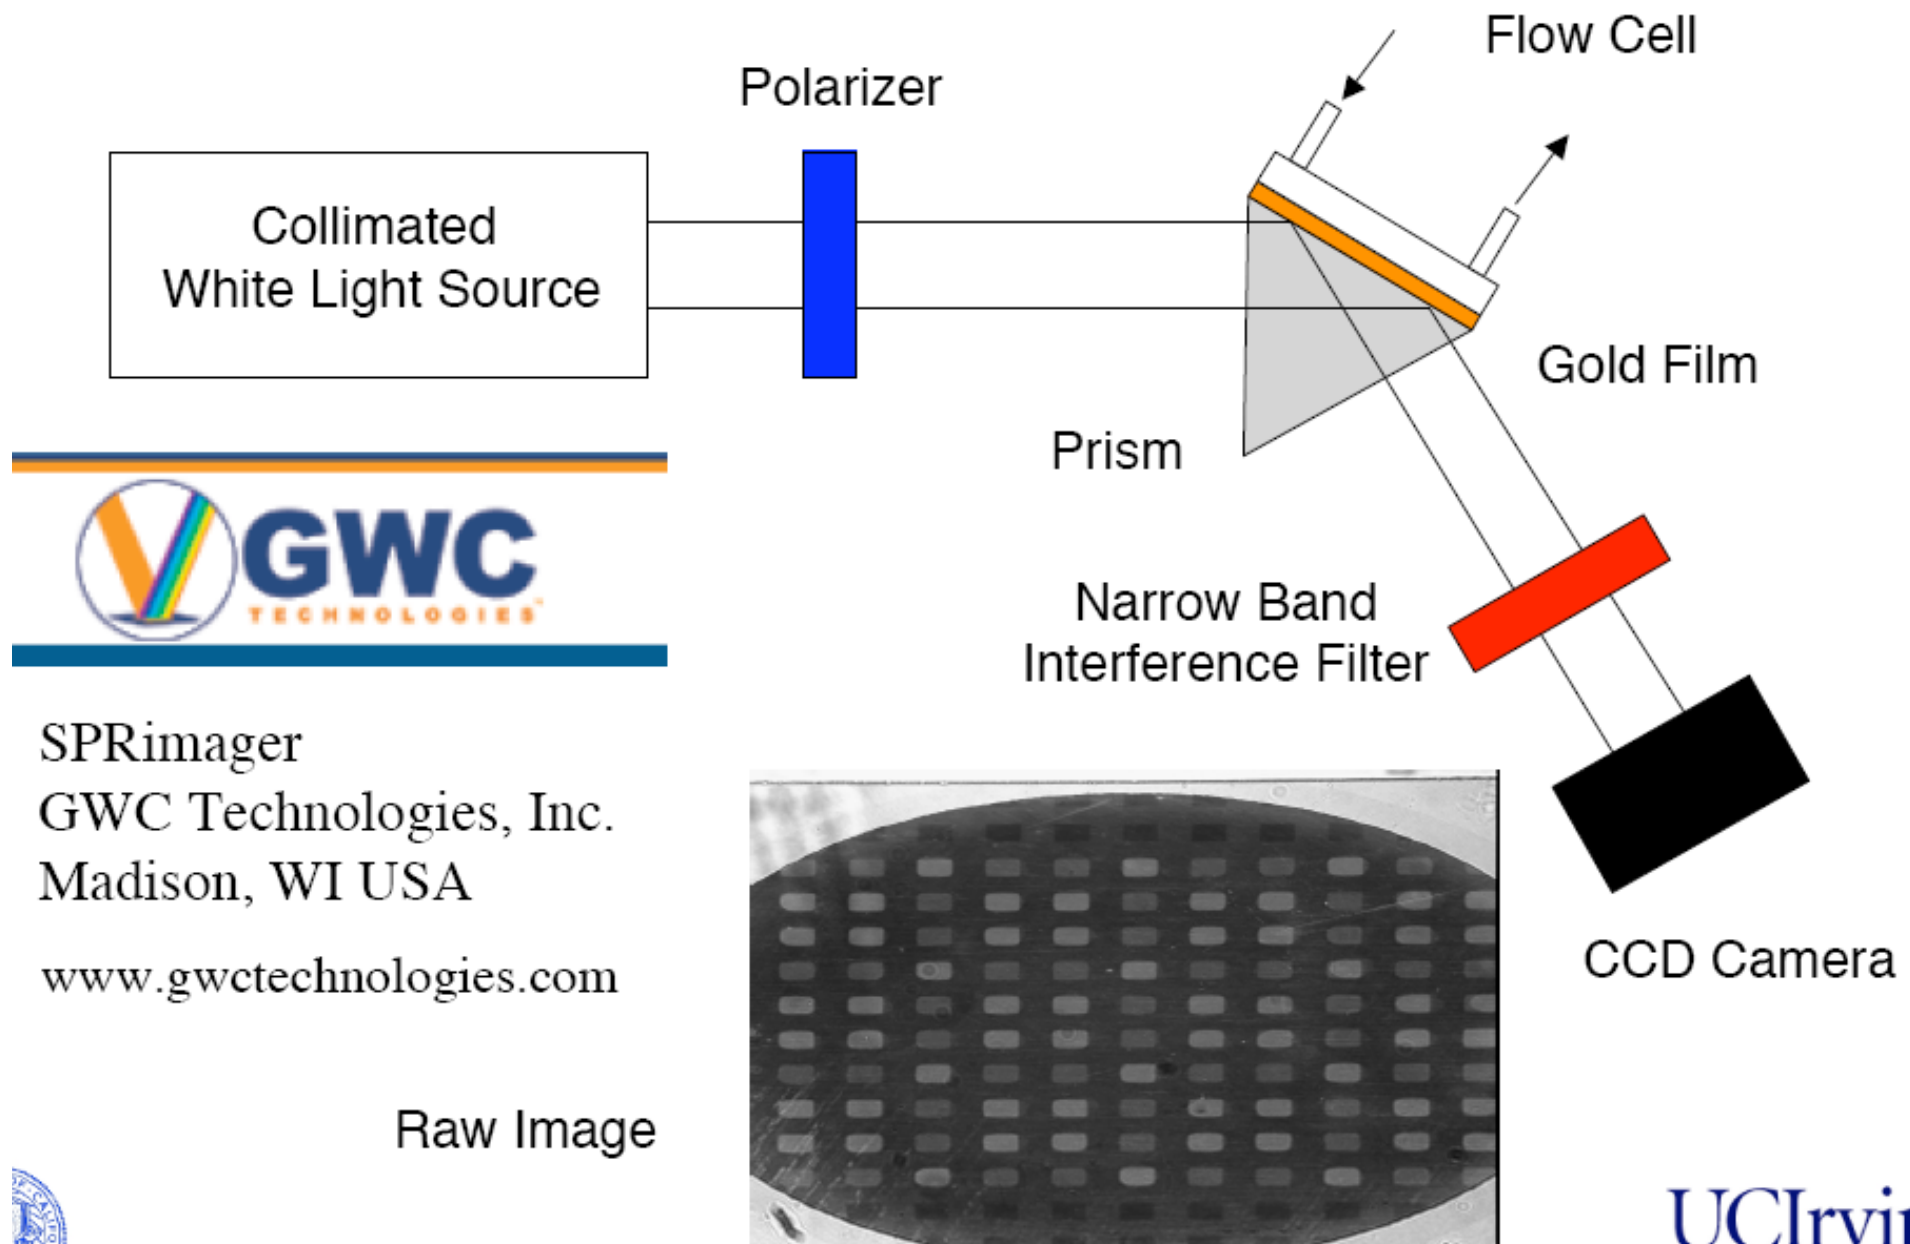 Flow Cell
Polarizer
Collimated
White Light Source
Gold Film
Prism
GWC
TECHNOLOGIES
Narrow Band
Interference Filter
SPRimager
GWC Technologies, Inc.
Madison, WI USA
www.gwctechnologies.com
CCD Camera
Raw Image